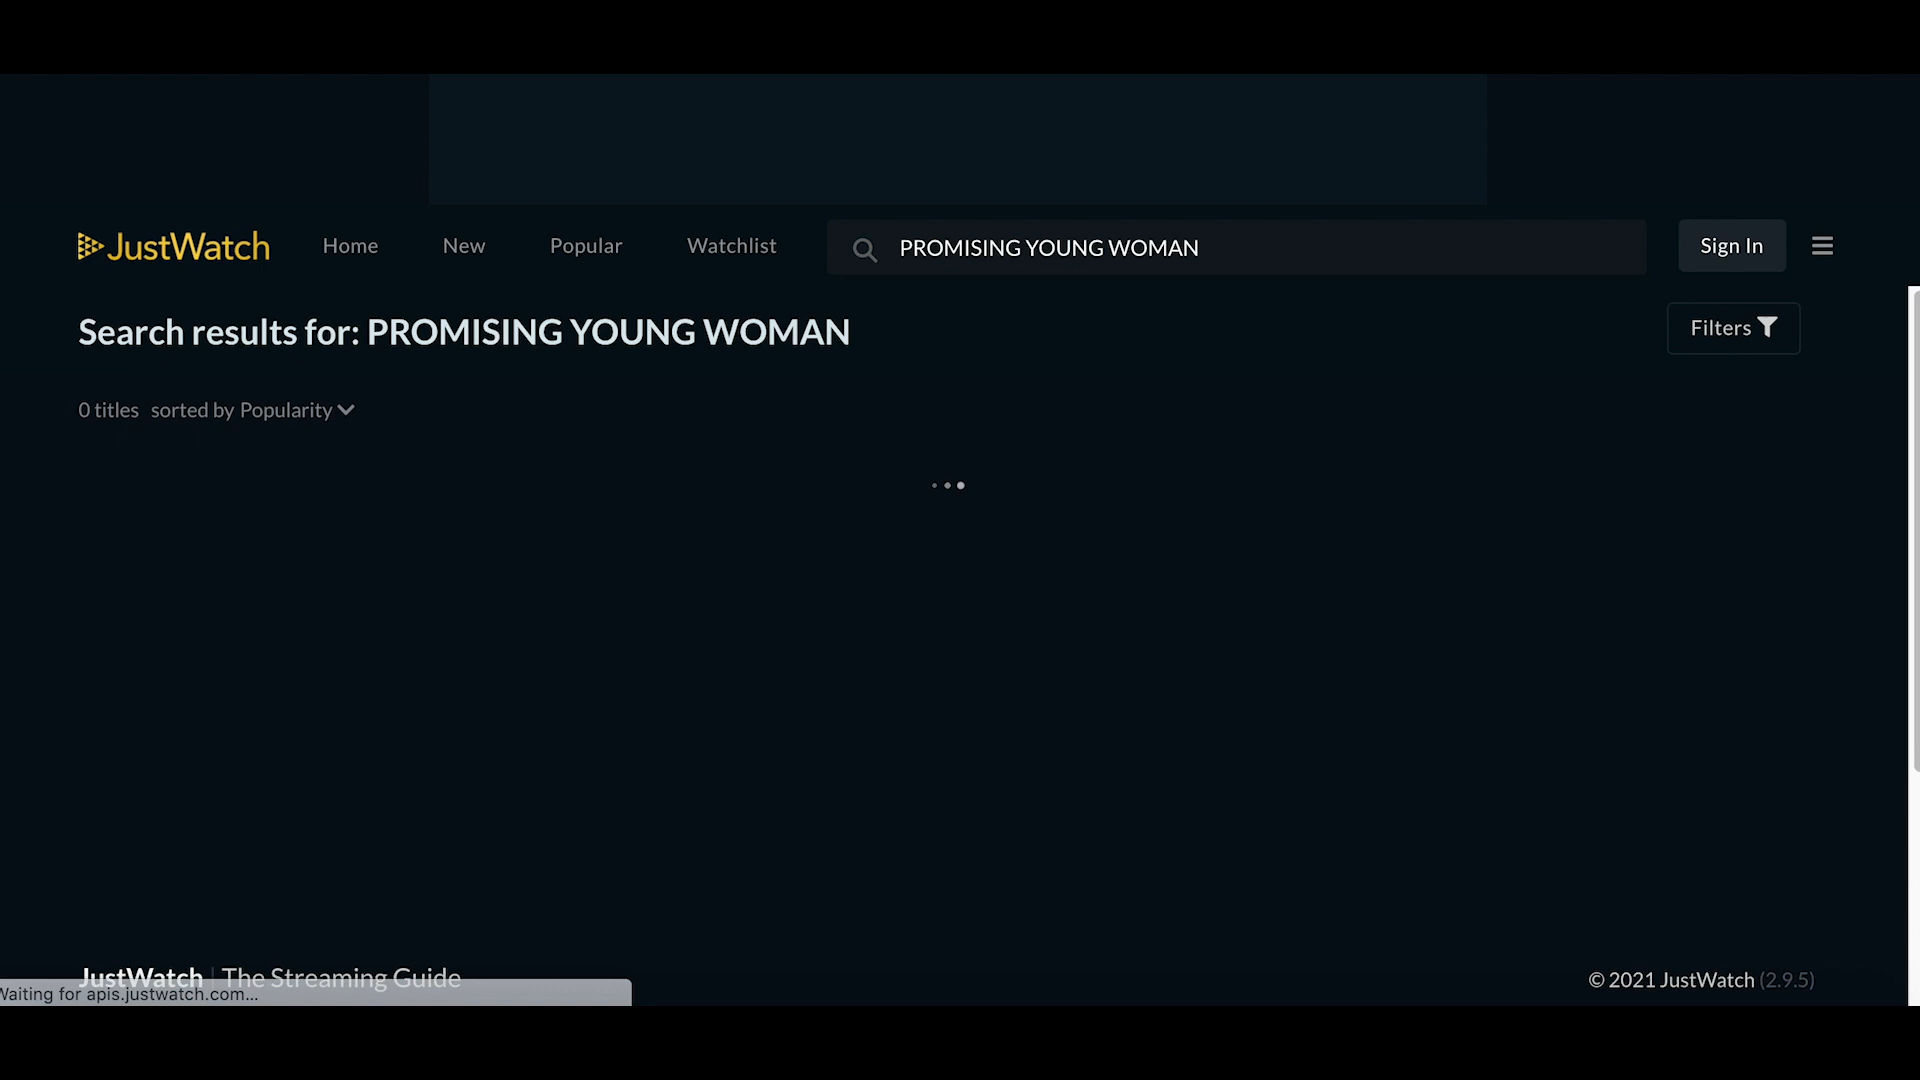 JustWatch Home New Popular Watchlist PROMISING YOUNG WOMAN Sign In
Search results for: PROMISING YOUNG WOMAN Filters
0 titles sorted by Popularity
JustWatch | The Streaming Guide © 2021 JustWatch (2.9.5)
Waiting for apis.justwatch.com...